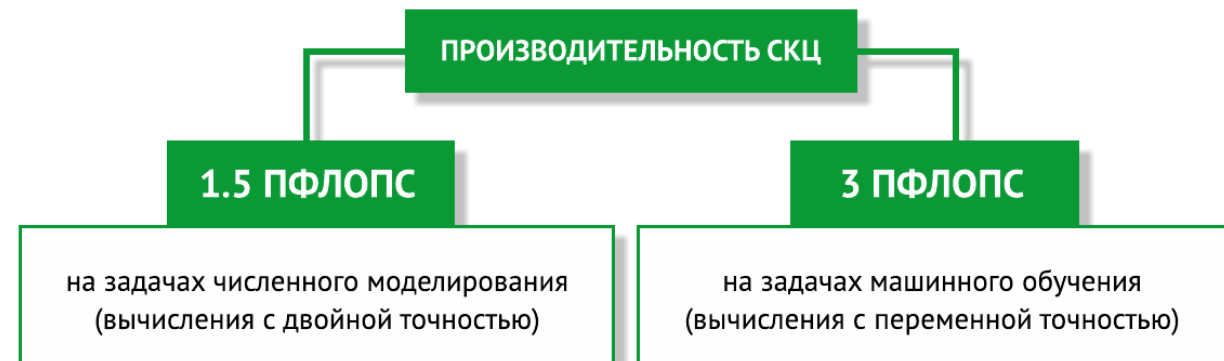 ПРОИЗВОДИТЕЛЬНОСТЬ СКЦ
1.5 ПФЛОПС
на задачах численного моделирования
(вычисления с двойной точностью)
3 ПФЛОПС
на задачах машинного обучения
(вычисления с переменной точностью)